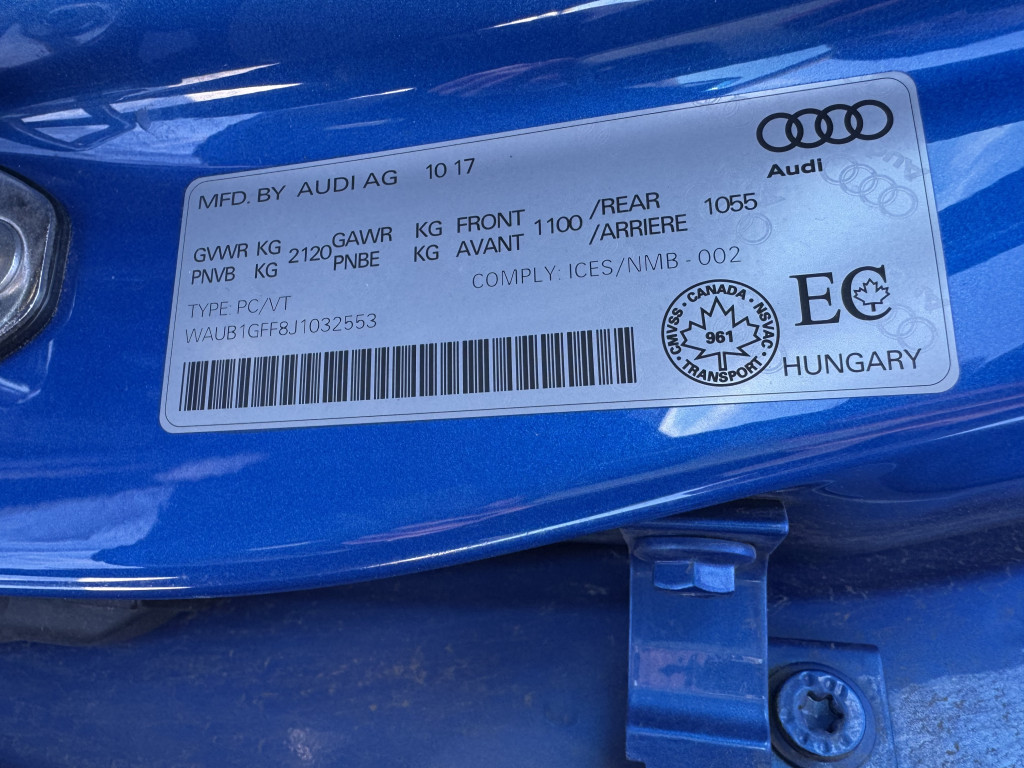 Audi
MFD. BY AUDI AG 10 17
GVWR KG 2120 GAWR KG FRONT 1100 /REAR 1055
PNVB KG PNBE KG AVANT /ARRIERE
COMPLY: ICES/NMB - 002
TYPE: PC/VT
WAUB1GFF8J1032553
CANADA · NSVAC · TRANSPORT · CMVSS
961
EC
HUNGARY